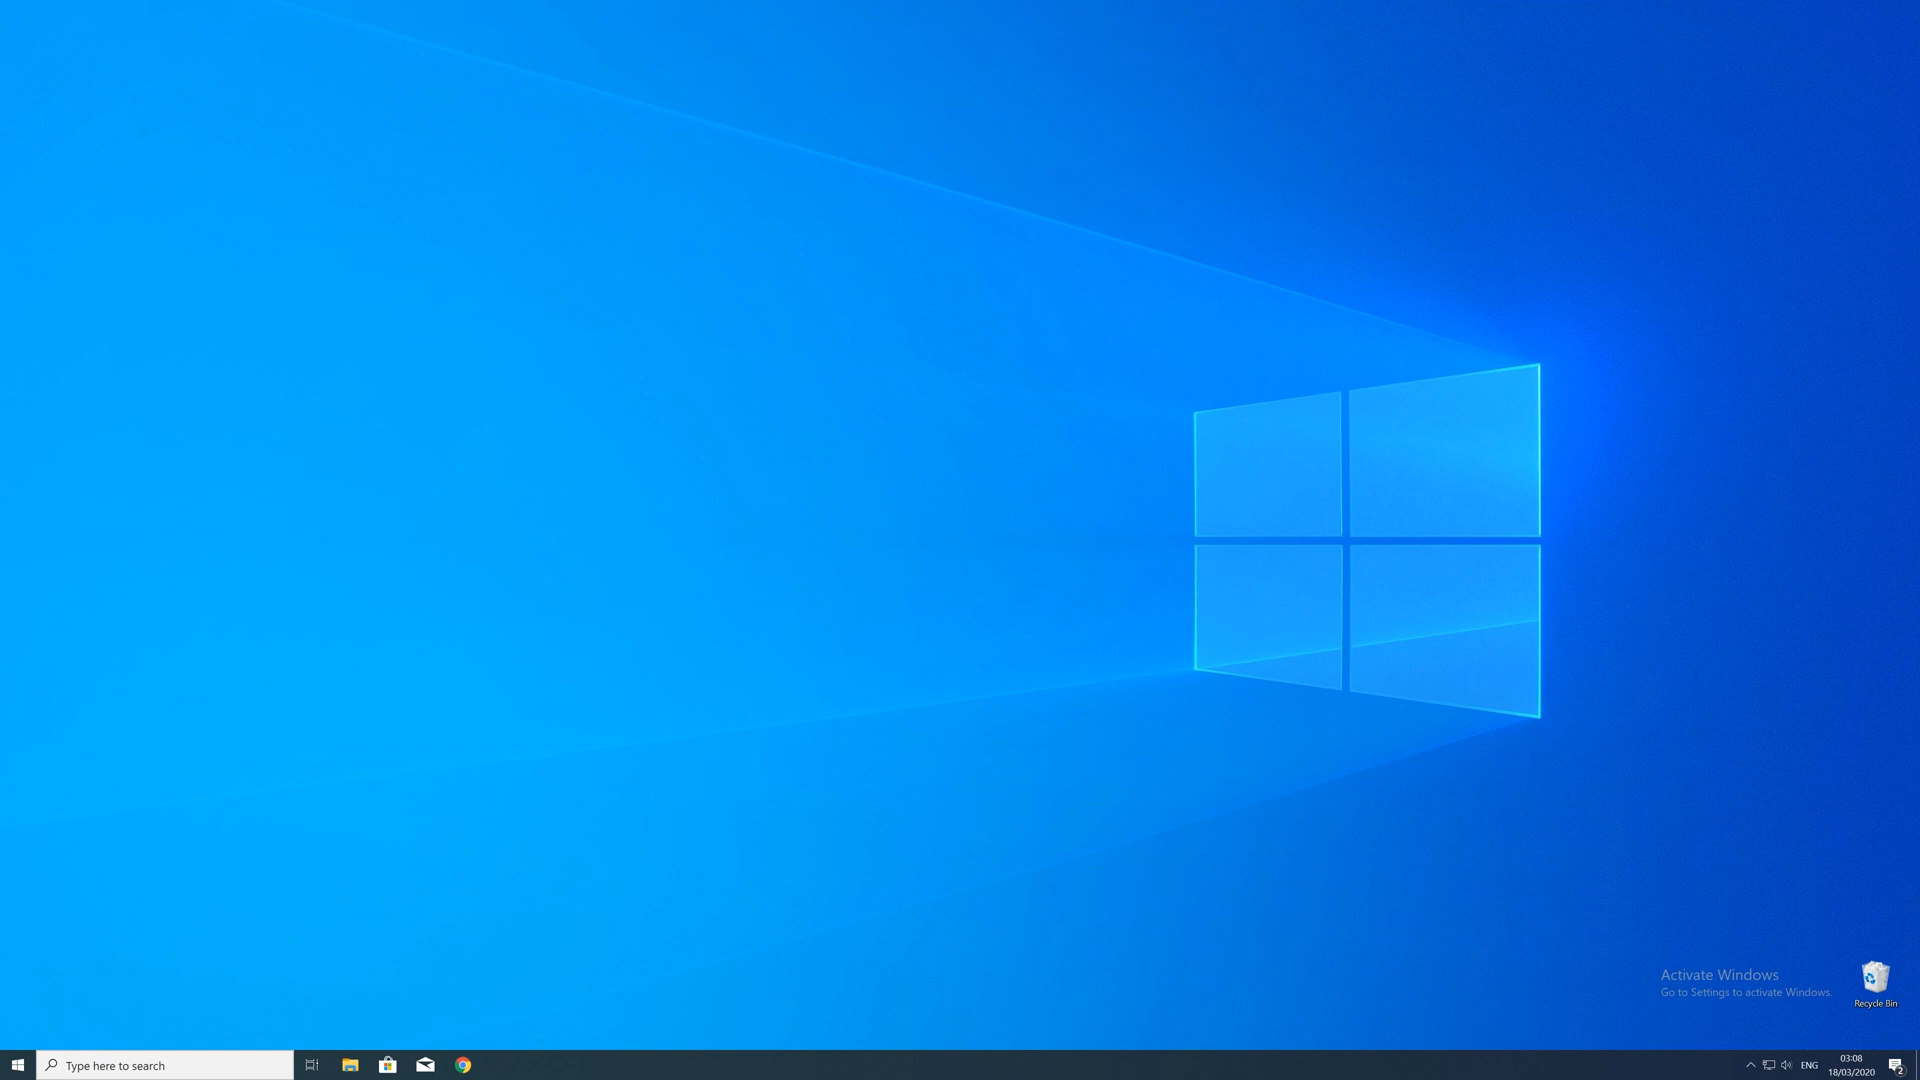 Activate Windows
Go to Settings to activate Windows.
Recycle Bin
Type here to search
ENG
03:08
18/03/2020
2